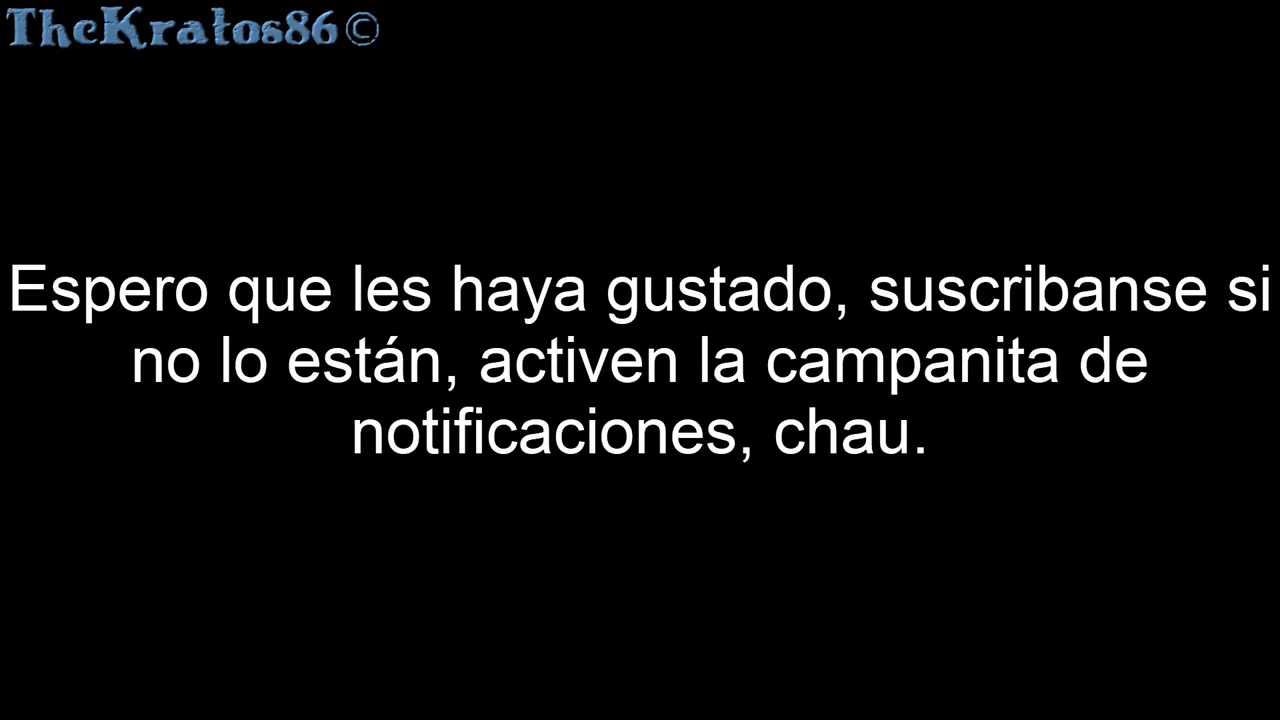 TheKratos86©
Espero que les haya gustado, suscribanse si
no lo están, activen la campanita de
notificaciones, chau.